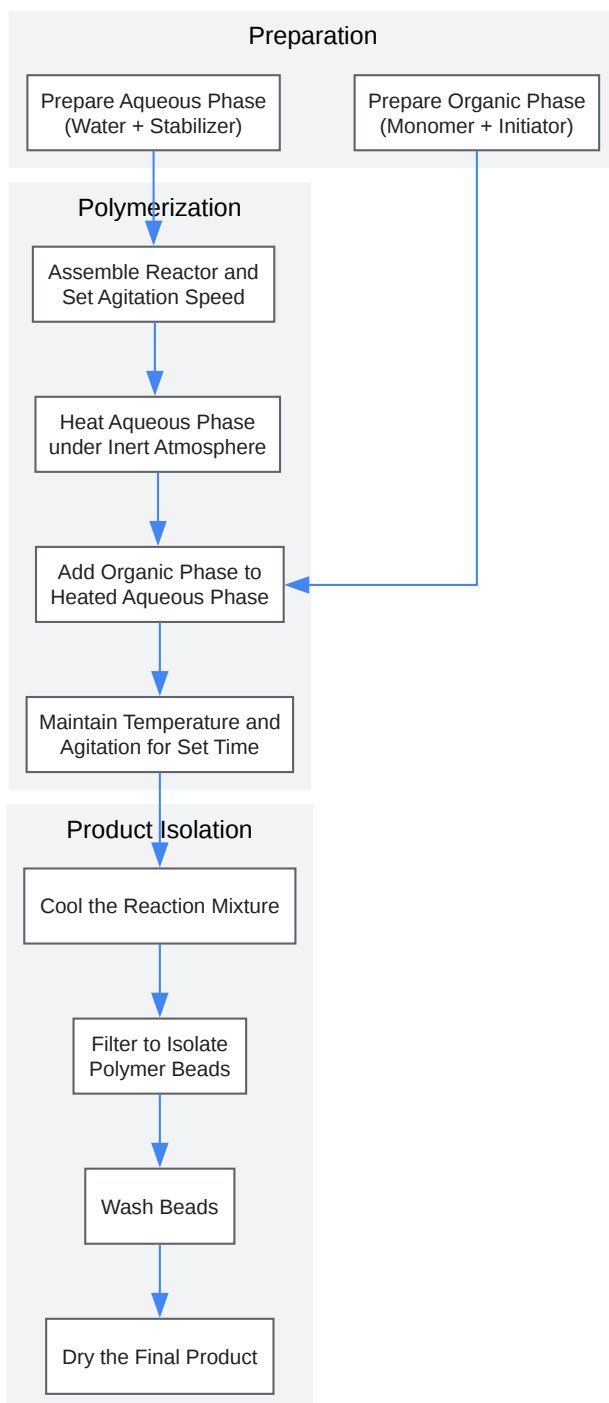 Preparation
Prepare Aqueous Phase
(Water + Stabilizer)
Prepare Organic Phase
(Monomer + Initiator)
Polymerization
Assemble Reactor and
Set Agitation Speed
Heat Aqueous Phase
under Inert Atmosphere
Add Organic Phase to
Heated Aqueous Phase
Maintain Temperature and
Agitation for Set Time
Product Isolation
Cool the Reaction Mixture
Filter to Isolate
Polymer Beads
Wash Beads
Dry the Final Product